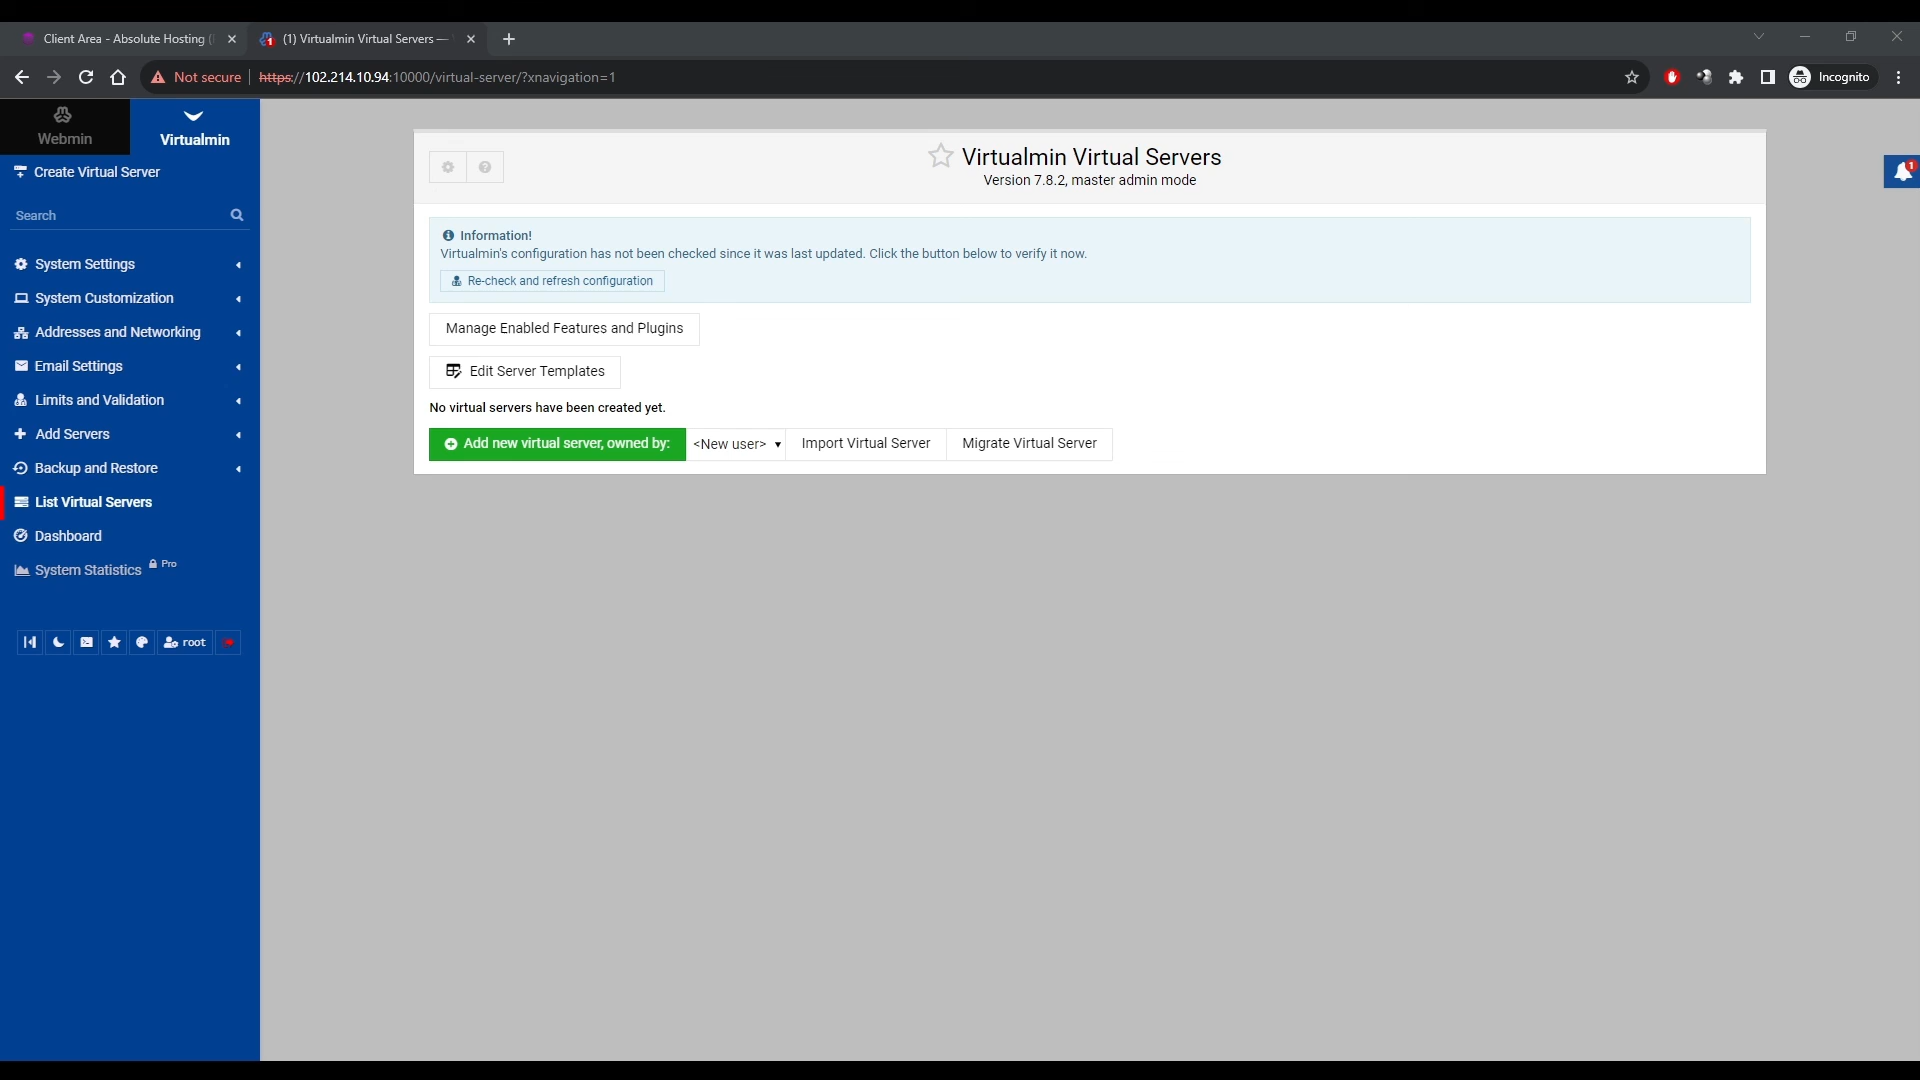 Client Area - Absolute Hosting
(1) Virtualmin Virtual Servers —
Not secure
https://102.214.10.94:10000/virtual-server/?xnavigation=1
Incognito
Webmin
Virtualmin
Create Virtual Server
Search
System Settings
System Customization
Addresses and Networking
Email Settings
Limits and Validation
Add Servers
Backup and Restore
List Virtual Servers
Dashboard
System Statistics Pro
root
Virtualmin Virtual Servers
Version 7.8.2, master admin mode
1
Information!
Virtualmin's configuration has not been checked since it was last updated. Click the button below to verify it now.
Re-check and refresh configuration
Manage Enabled Features and Plugins
Edit Server Templates
No virtual servers have been created yet.
Add new virtual server, owned by: <New user> Import Virtual Server Migrate Virtual Server